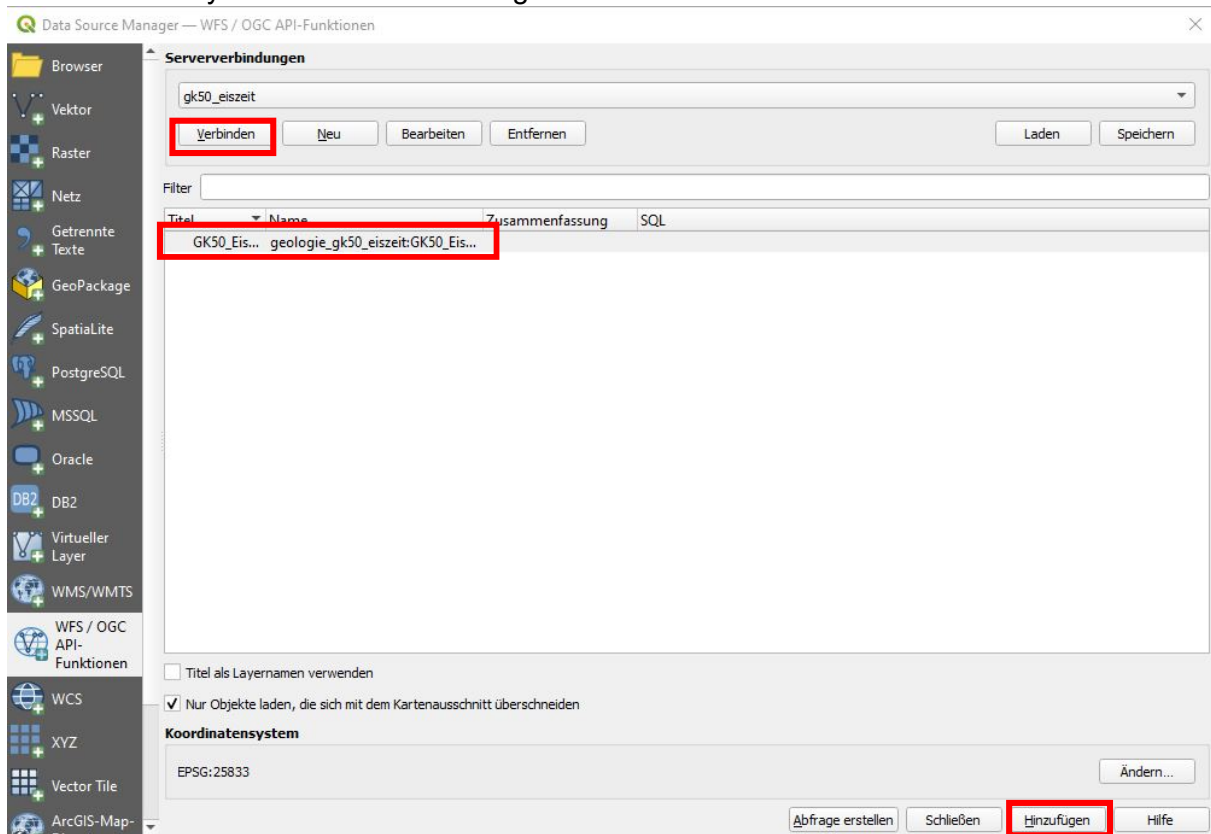 Data Source Manager — WFS / OGC API-Funktionen
Browser
Vektor
Raster
Netz
Getrennte
Texte
GeoPackage
SpatiaLite
PostgreSQL
MSSQL
Oracle
DB2
DB2
Virtueller
Layer
WMS/WMTS
WFS / OGC
API-
Funktionen
WCS
XYZ
Vector Tile
ArcGIS-Map-
Serververbindungen
gk50_eiszeit
Verbinden Neu Bearbeiten Entfernen Laden Speichern
Filter
Titel Name Zusammenfassung SQL
GK50_Eis... geologie_gk50_eiszeit:GK50_Eis...
Titel als Layernamen verwenden
Nur Objekte laden, die sich mit dem Kartenausschnitt überschneiden
Koordinatensystem
EPSG:25833 Ändern...
Abfrage erstellen Schließen Hinzufügen Hilfe